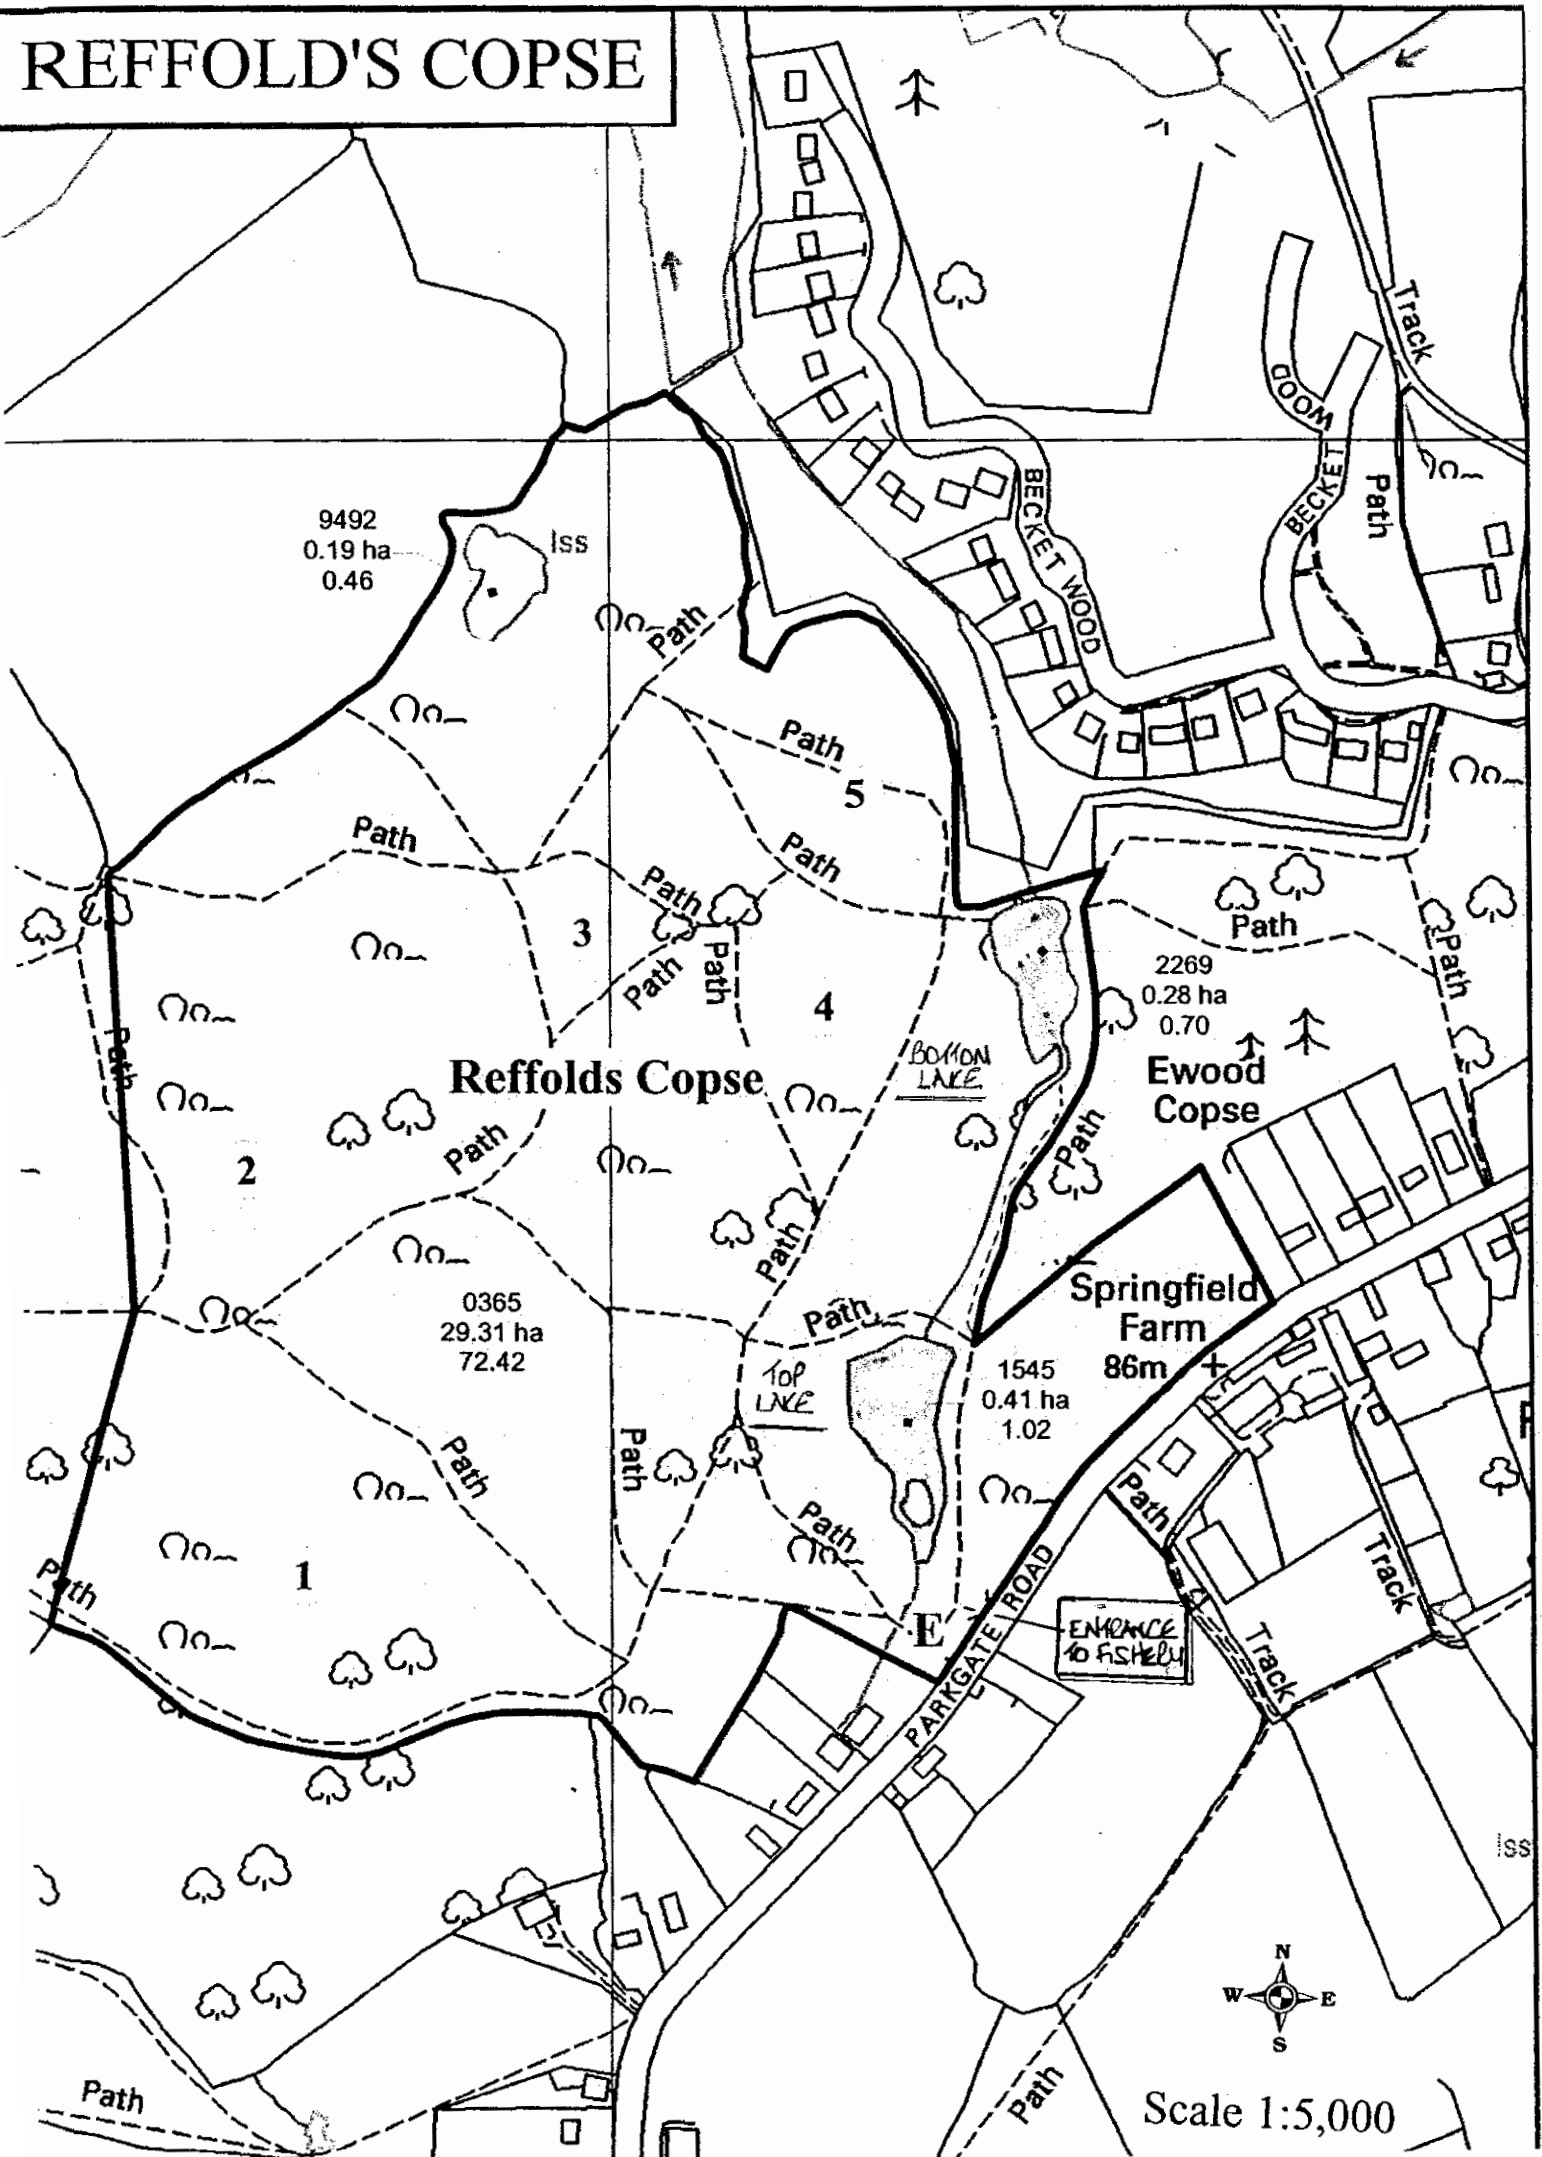 REFFOLD'S COPSE
Track
WOOD
BECKET
Path
BECKET WOOD
9492
0.19 ha
0.46
Iss
Path
Path
5
Path
Path
Path
3
Path
Path
4
Path
Path
2269
0.28 ha
0.70
Path
Ewood
Copse
BOTTOM
LAKE
Reffolds Copse
Path
Path
Path
2
Path
Path
0365
29.31 ha
72.42
Springfield
Farm
86m
TOP
LAKE
1545
0.41 ha
1.02
Path
Path
Path
Path
Track
Path
1
E
PARKGATE ROAD
ENTRANCE
TO FISHERY
Track
Iss
N
W E
S
Path
Path
Scale 1:5,000